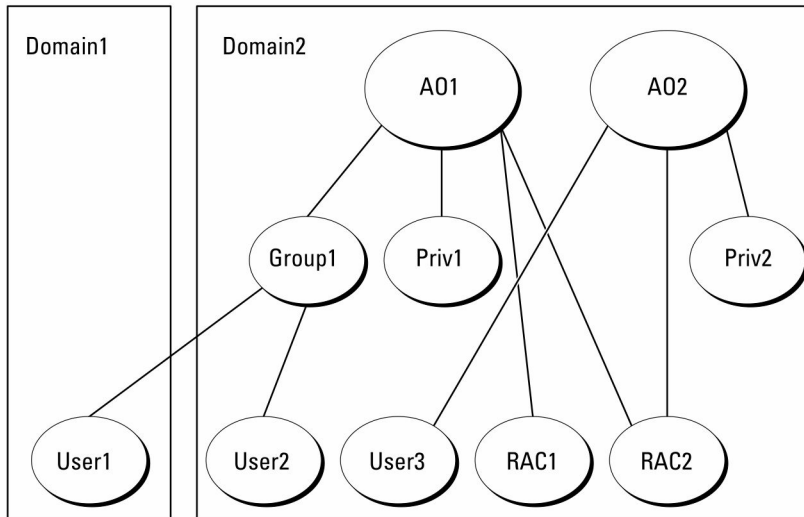 Domain1
Domain2
AO1
AO2
Group1
Priv1
Priv2
User1
User2
User3
RAC1
RAC2